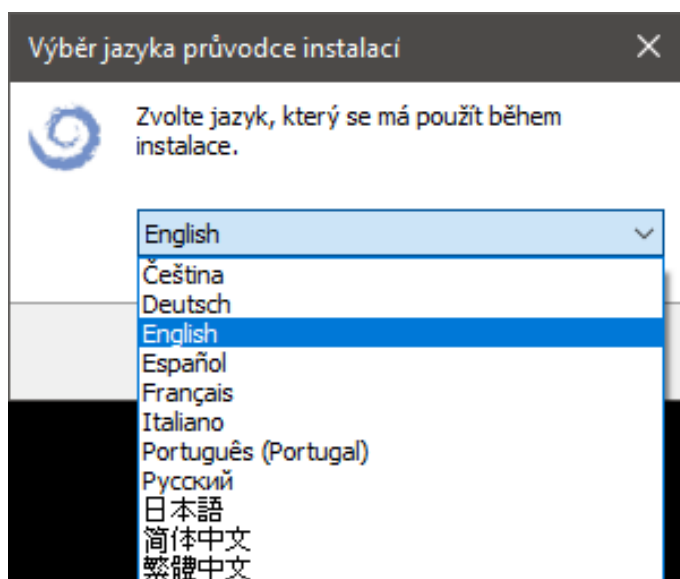 Výběr jazyka průvodce instalací
Zvolte jazyk, který se má použít během
instalace.
English
Čeština
Deutsch
English
Español
Français
Italiano
Português (Portugal)
Русский
日本語
简体中文
繁體中文